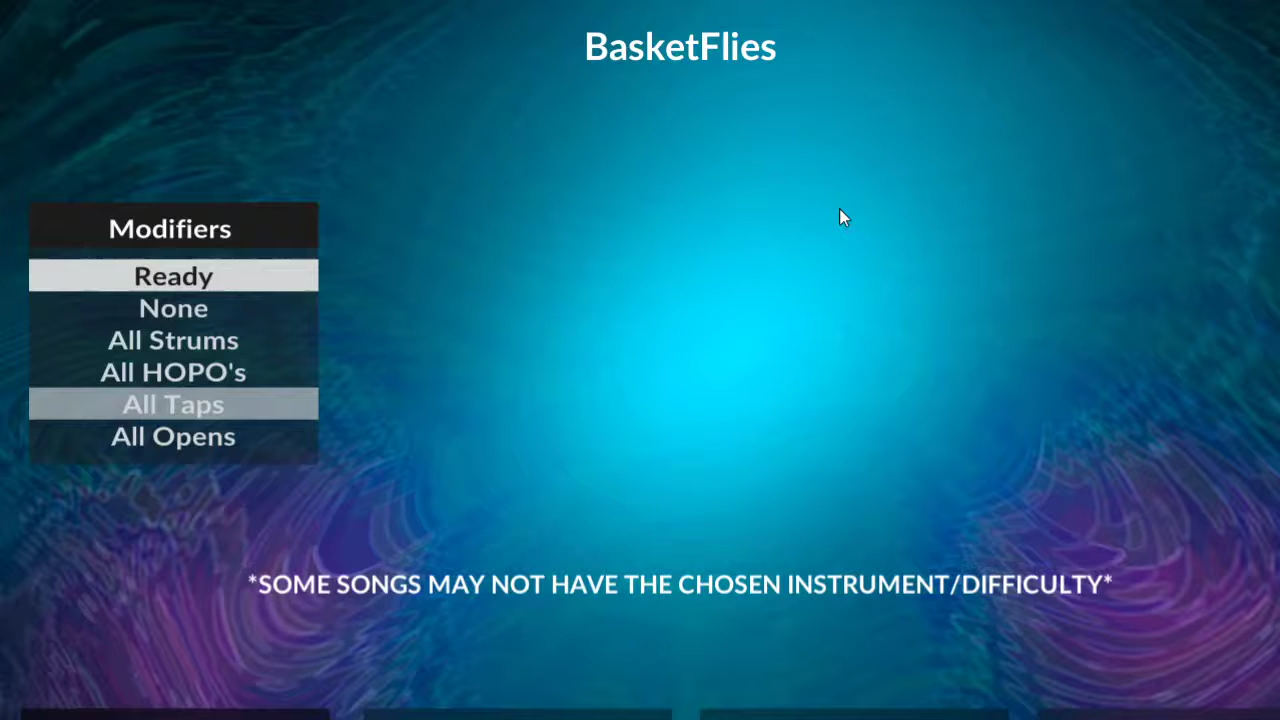 BasketFlies
Modifiers
Ready
None
All Strums
All HOPO's
All Taps
All Opens
*SOME SONGS MAY NOT HAVE THE CHOSEN INSTRUMENT/DIFFICULTY*